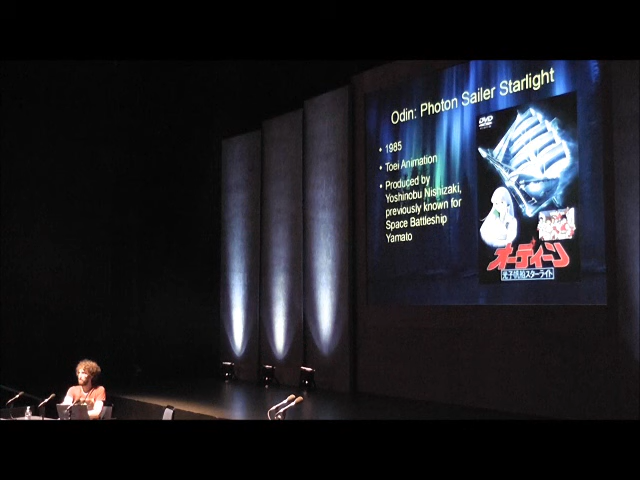 Odin: Photon Sailer Starlight
• 1985
• Toei Animation
• Produced by
Yoshinobu Nishizaki,
previously known for
Space Battleship
Yamato
DVD
オーディーン
光子帆船スターライト